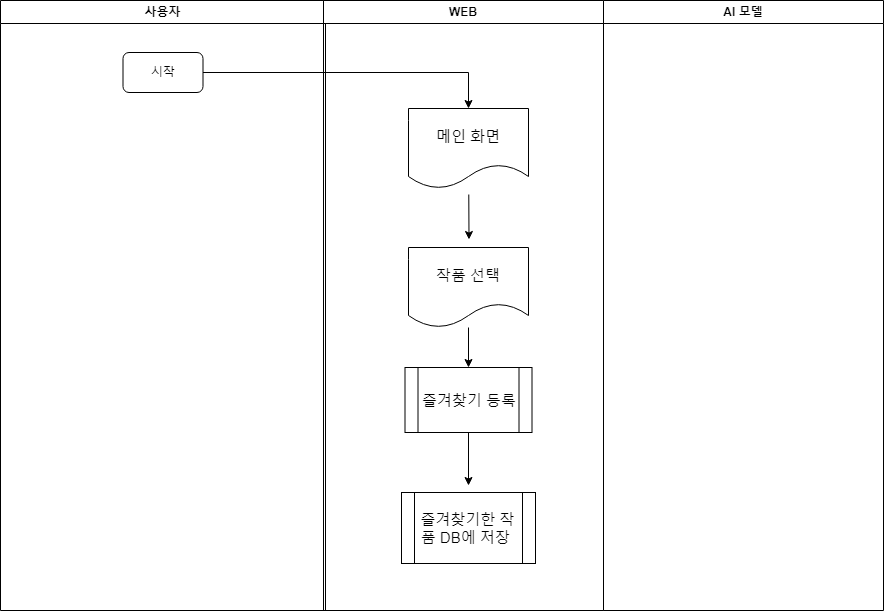 사용자
WEB
AI 모델
시작
메인 화면
작품 선택
즐겨찾기 등록
즐겨찾기한 작
품 DB에 저장